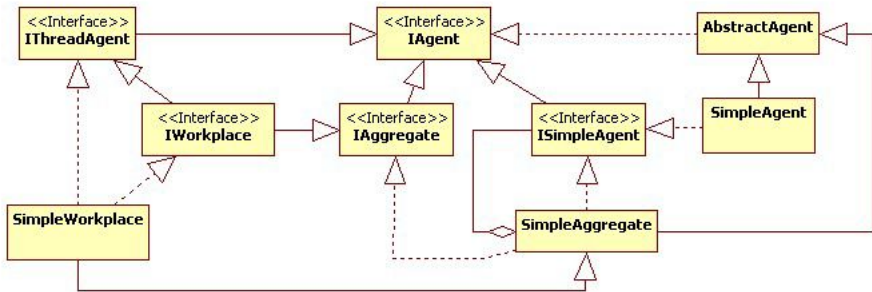 <<Interface>>
IThreadAgent
<<Interface>>
IAgent
AbstractAgent
<<Interface>>
IWorkplace
<<Interface>>
IAggregate
<<Interface>>
ISimpleAgent
SimpleAgent
SimpleWorkplace
SimpleAggregate